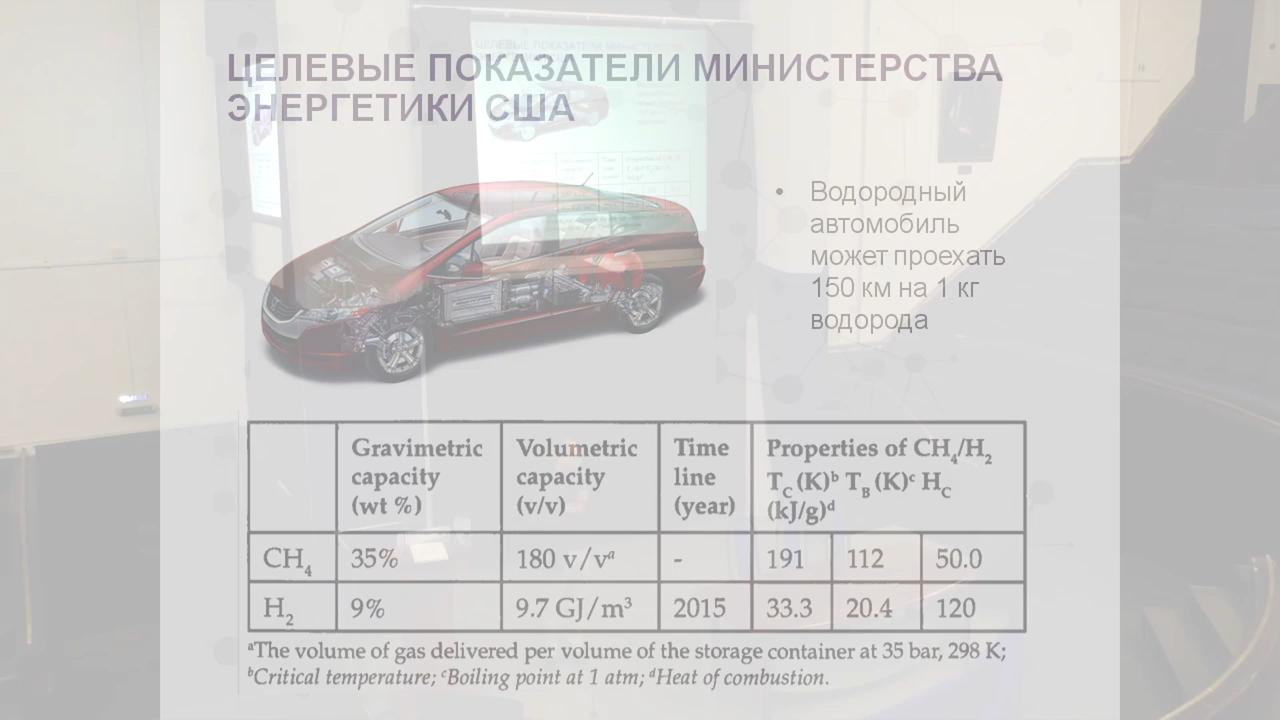 ЦЕЛЕВЫЕ ПОКАЗАТЕЛИ МИНИСТЕРСТВА
ЭНЕРГЕТИКИ США
• Водородный
автомобиль
может проехать
150 км на 1 кг
водорода
Gravimetric capacity (wt %) Volumetric capacity (v/v) Time line (year) Properties of CH₄/H₂ T_C (K)ᵇ T_B (K)ᶜ H_C (kJ/g)ᵈ
CH₄ 35% 180 v/vᵃ - 191 112 50.0
H₂ 9% 9.7 GJ/m³ 2015 33.3 20.4 120
ᵃThe volume of gas delivered per volume of the storage container at 35 bar, 298 K;
ᵇCritical temperature; ᶜBoiling point at 1 atm; ᵈHeat of combustion.